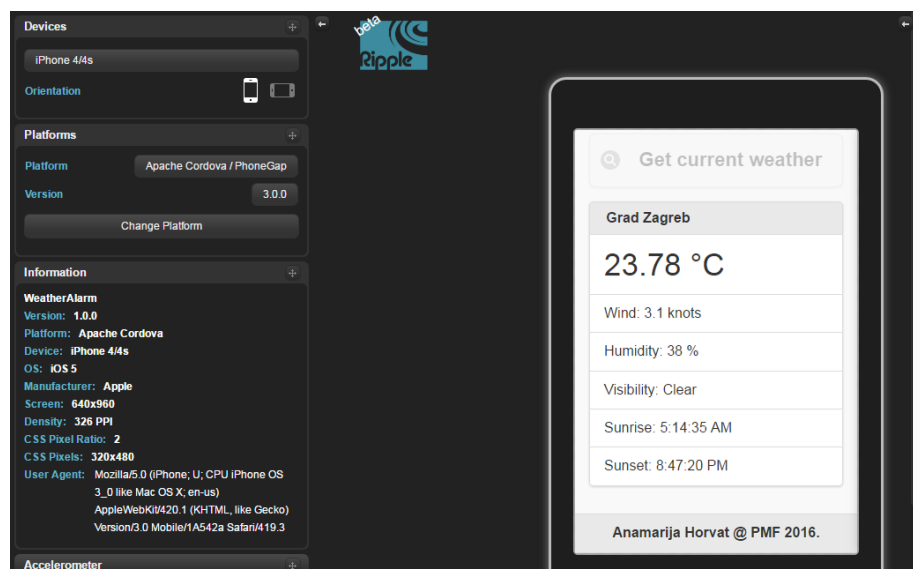 Devices
iPhone 4/4s
Orientation
Platforms
Platform Apache Cordova / PhoneGap
Version 3.0.0
Change Platform
Information
WeatherAlarm
Version: 1.0.0
Platform: Apache Cordova
Device: iPhone 4/4s
OS: iOS 5
Manufacturer: Apple
Screen: 640x960
Density: 326 PPI
CSS Pixel Ratio: 2
CSS Pixels: 320x480
User Agent: Mozilla/5.0 (iPhone; U; CPU iPhone OS
3_0 like Mac OS X; en-us)
AppleWebKit/420.1 (KHTML, like Gecko)
Version/3.0 Mobile/1A542a Safari/419.3
Accelerometer
beta
Ripple
Get current weather
Grad Zagreb
23.78 °C
Wind: 3.1 knots
Humidity: 38 %
Visibility: Clear
Sunrise: 5:14:35 AM
Sunset: 8:47:20 PM
Anamarija Horvat @ PMF 2016.